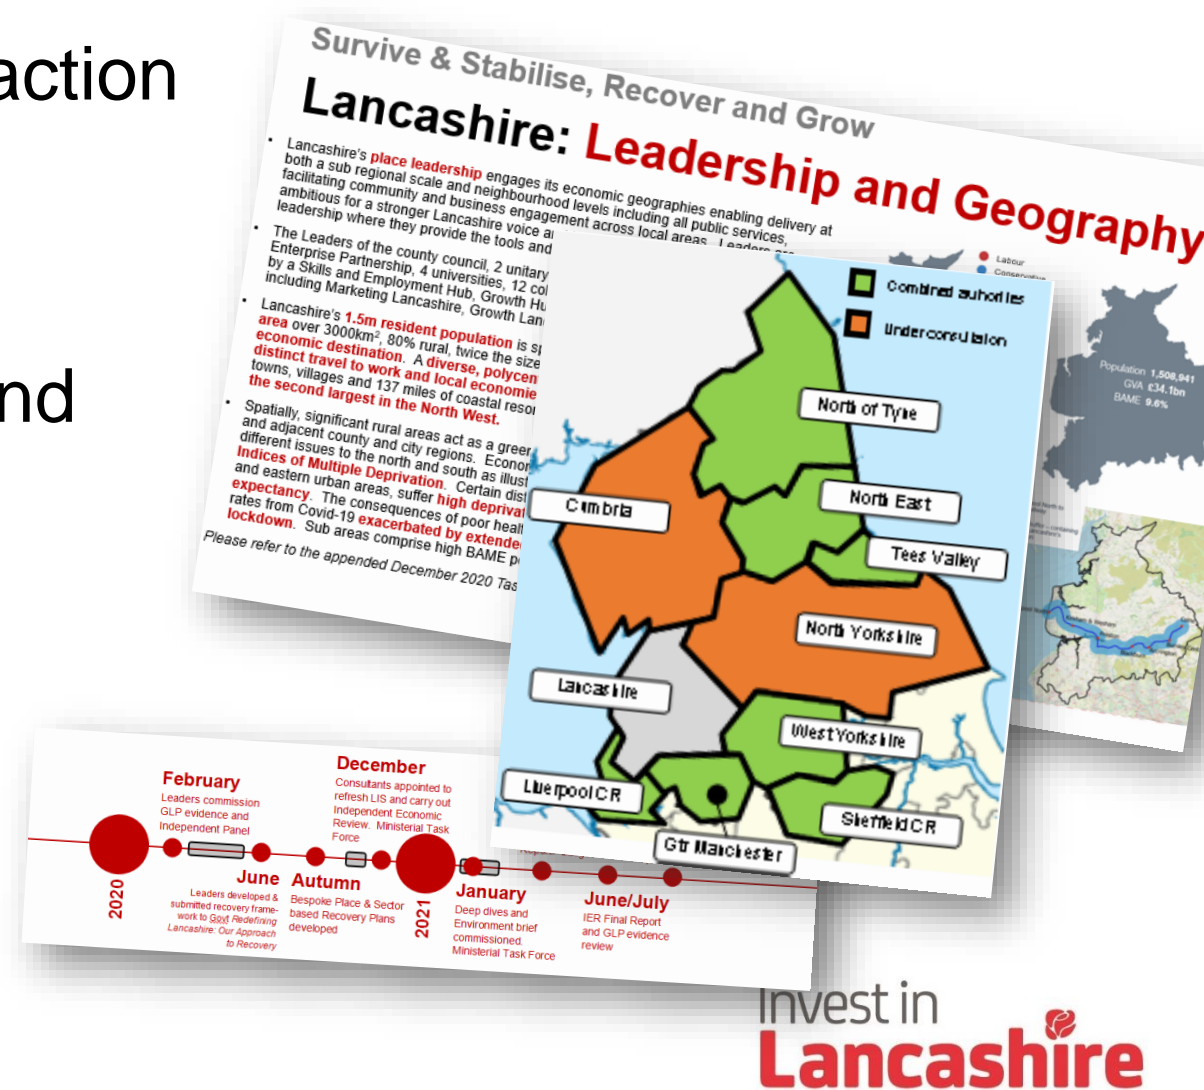 action
nd
Survive & Stabilise, Recover and Grow
Lancashire: Leadership and Geography
Lancashire's place leadership engages its economic geographies enabling delivery at
both a sub regional scale and neighbourhood levels including all public services,
facilitating community and business engagement across local areas. Leaders are
ambitious for a stronger Lancashire voice
leadership where they provide the tools and
The Leaders of the county council, 2 unitary
Enterprise Partnership, 4 universities, 12
by a Skills and Employment Hub, Growth
including Marketing Lancashire, Growth
Lancashire's 1.5m resident population is
area over 3000km², 80% rural, twice the size
economic destination. A diverse,
distinct travel to work and local
towns, villages and 137 miles of coastal
the second largest in the North West.
Spatially, significant rural areas act as a
and adjacent county and city regions.
different issues to the north and south as
Indices of Multiple Deprivation. Certain
and eastern urban areas, suffer high
expectancy. The consequences of poor
rates from Covid-19 exacerbated by
lockdown. Sub areas comprise high BAME
Please refer to the appended December 2020
Labour
Conservative
Population 1,508,941
GVA £34.1bn
BAME 9.6%
Combined auhorities
Under consultation
North of Tyne
Cumbria
North East
Tees Valley
North Yorkshire
Lancashire
West Yorkshire
Liverpool CR
Sheffield CR
Gtr Manchester
2020
February
Leaders commission
GLP evidence and
Independent Panel
June
Leaders developed &
submitted recovery frame-
work to Govt Redefining
Lancashire: Our Approach
to Recovery
Autumn
Bespoke Place & Sector
based Recovery Plans
developed
December
Consultants appointed to
refresh LIS and carry out
Independent Economic
Review. Ministerial Task
Force
2021
January
Deep dives and
Environment brief
commissioned.
Ministerial Task Force
June/July
IER Final Report
and GLP evidence
review
Invest in
Lancashire